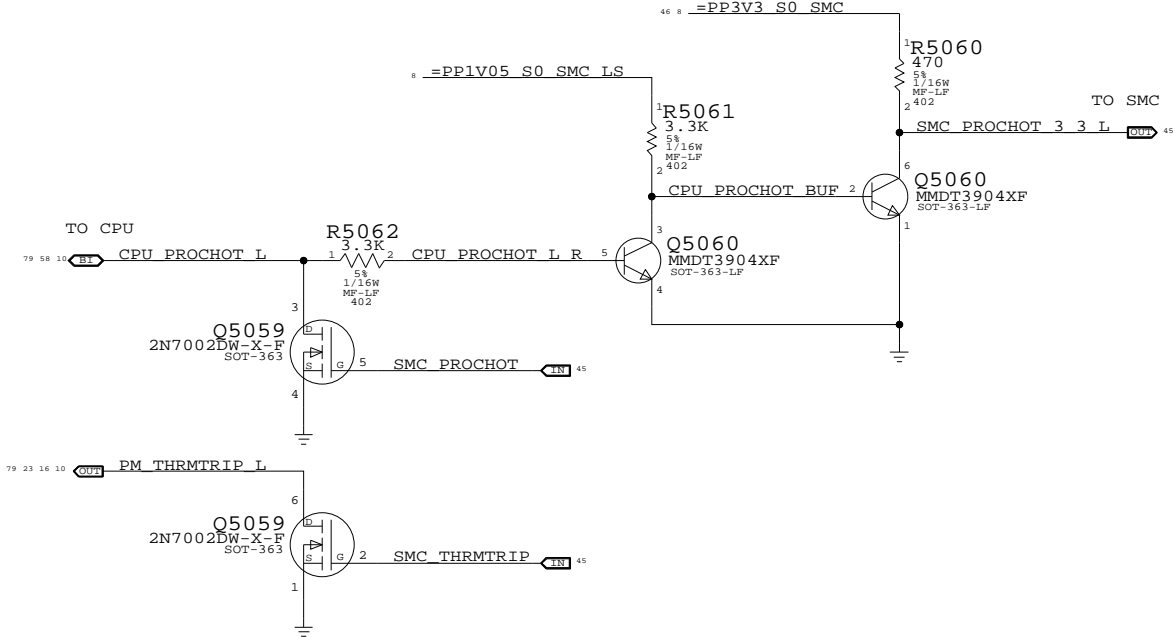 46 8 =PP3V3_S0_SMC
1
R5060
470
5%
1/16W
MF-LF
402
2
8 =PP1V05_S0_SMC_LS
1
R5061
3.3K
5%
1/16W
MF-LF
402
2
TO SMC
SMC_PROCHOT_3_3_L OUT 45
6
CPU_PROCHOT_BUF 2
Q5060
MMDT3904XF
SOT-363-LF
1
TO CPU
79 58 10 BI CPU_PROCHOT_L
R5062
3.3K
1 2
5%
1/16W
MF-LF
402
CPU_PROCHOT_L_R 5
3
Q5060
MMDT3904XF
SOT-363-LF
4
3
Q5059
2N7002DW-X-F
SOT-363
D
S G
5 SMC_PROCHOT IN 45
4
79 23 16 10 OUT PM_THRMTRIP_L
6
Q5059
2N7002DW-X-F
SOT-363
D
S G
2 SMC_THRMTRIP IN 45
1